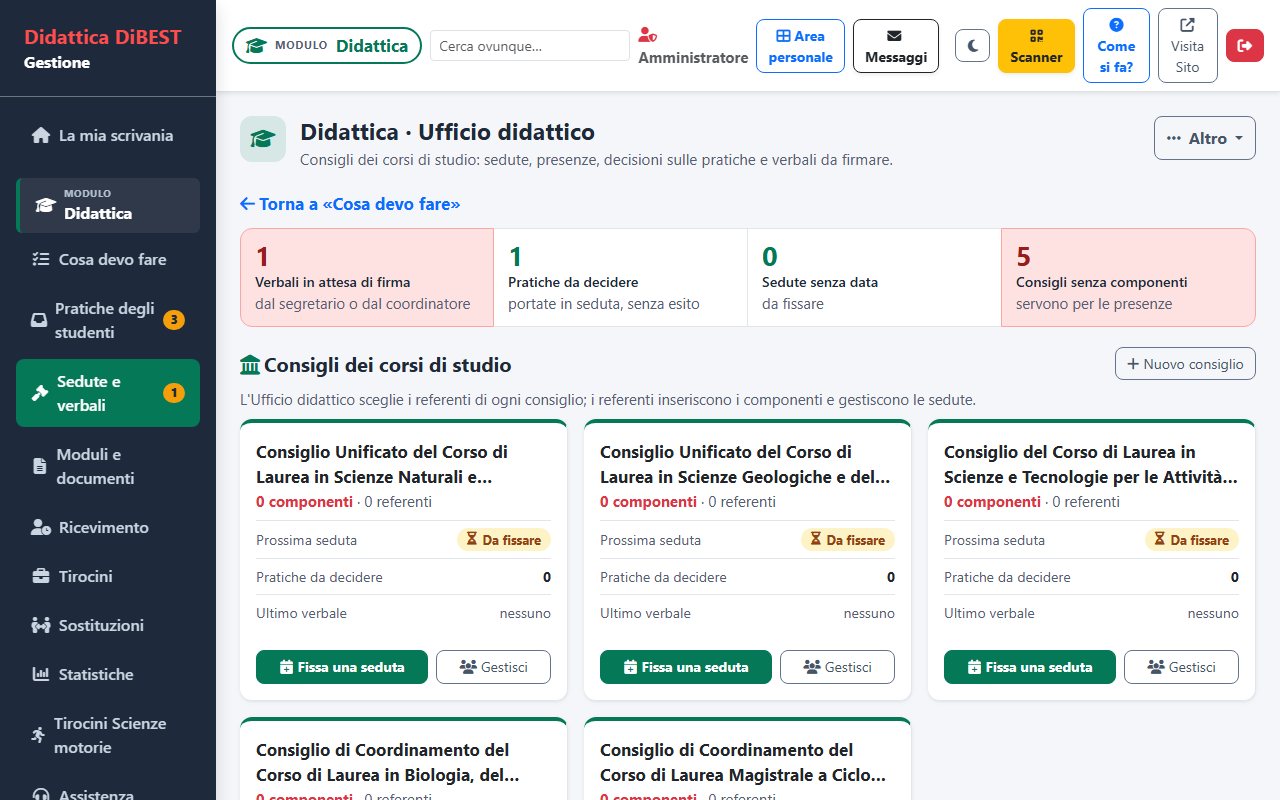 Didattica DiBEST
Gestione
La mia scrivania
MODULO
Didattica
Cosa devo fare
Pratiche degli studenti
3
Sedute e verbali
1
Moduli e documenti
Ricevimento
Tirocini
Sostituzioni
Statistiche
Tirocini Scienze motorie
Assistenza
MODULO Didattica
Cerca ovunque...
Amministratore
Area personale
Messaggi
Scanner
Come si fa?
Visita Sito
Didattica · Ufficio didattico
Consigli dei corsi di studio: sedute, presenze, decisioni sulle pratiche e verbali da firmare.
Altro
Torna a «Cosa devo fare»
1
Verbali in attesa di firma
dal segretario o dal coordinatore
1
Pratiche da decidere
portate in seduta, senza esito
0
Sedute senza data
da fissare
5
Consigli senza componenti
servono per le presenze
Consigli dei corsi di studio
Nuovo consiglio
L'Ufficio didattico sceglie i referenti di ogni consiglio; i referenti inseriscono i componenti e gestiscono le sedute.
Consiglio Unificato del Corso di
Laurea in Scienze Naturali e...
0 componenti · 0 referenti
Prossima seduta Da fissare
Pratiche da decidere 0
Ultimo verbale nessuno
Fissa una seduta Gestisci
Consiglio Unificato del Corso di
Laurea in Scienze Geologiche e del...
0 componenti · 0 referenti
Prossima seduta Da fissare
Pratiche da decidere 0
Ultimo verbale nessuno
Fissa una seduta Gestisci
Consiglio del Corso di Laurea in
Scienze e Tecnologie per le Attività...
0 componenti · 0 referenti
Prossima seduta Da fissare
Pratiche da decidere 0
Ultimo verbale nessuno
Fissa una seduta Gestisci
Consiglio di Coordinamento del
Corso di Laurea in Biologia, del...
0 componenti · 0 referenti
Consiglio di Coordinamento del
Corso di Laurea Magistrale a Ciclo...
0 componenti · 0 referenti